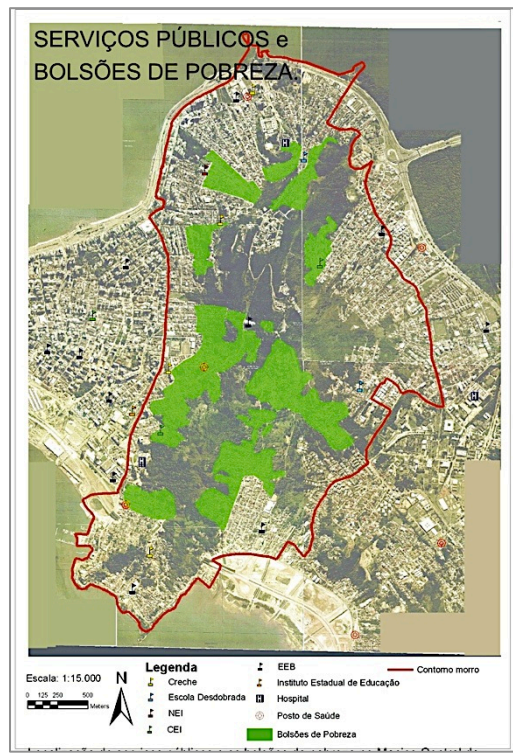 SERVIÇOS PÚBLICOS e
BOLSÕES DE POBREZA.
Escala: 1:15.000
N
0 125 250 500
Meters
Legenda
Creche
Escola Desdobrada
NEI
CEI
EEB
Instituto Estadual de Educação
H Hospital
Posto de Saúde
Bolsões de Pobreza
Contorno morro